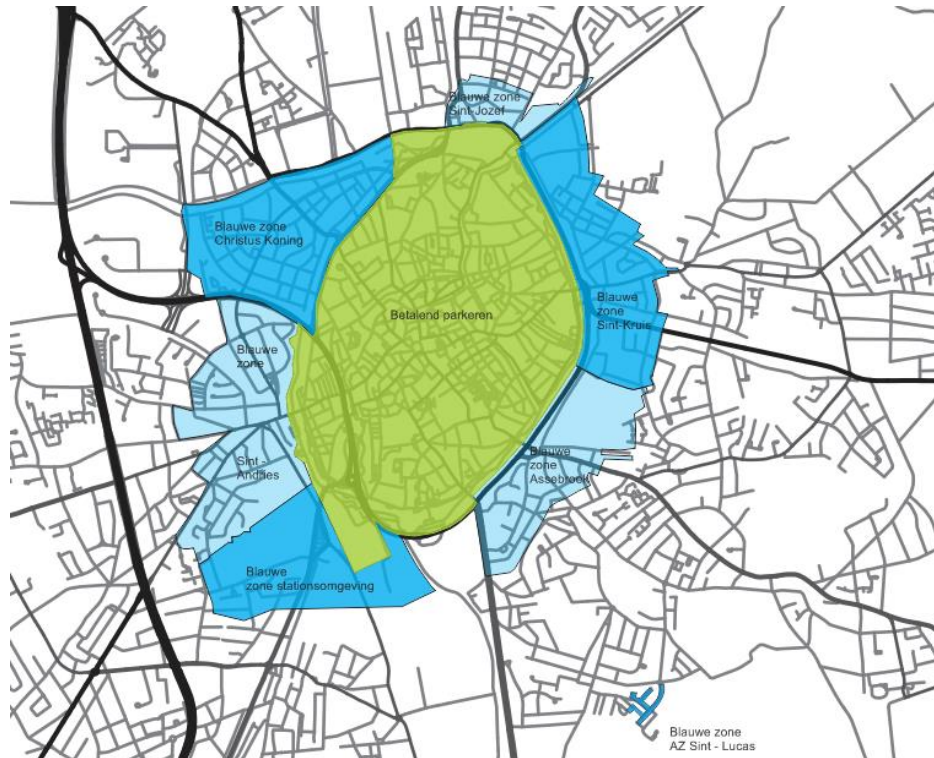 Blauwe zone
Sint-Jozef
Blauwe zone
Christus Koning
Betalend parkeren
Blauwe
zone
Sint-Kruis
Blauwe
zone
Sint -
Andries
Blauwe
zone
Assebroek
Blauwe
zone stationsomgeving
Blauwe zone
AZ Sint - Lucas